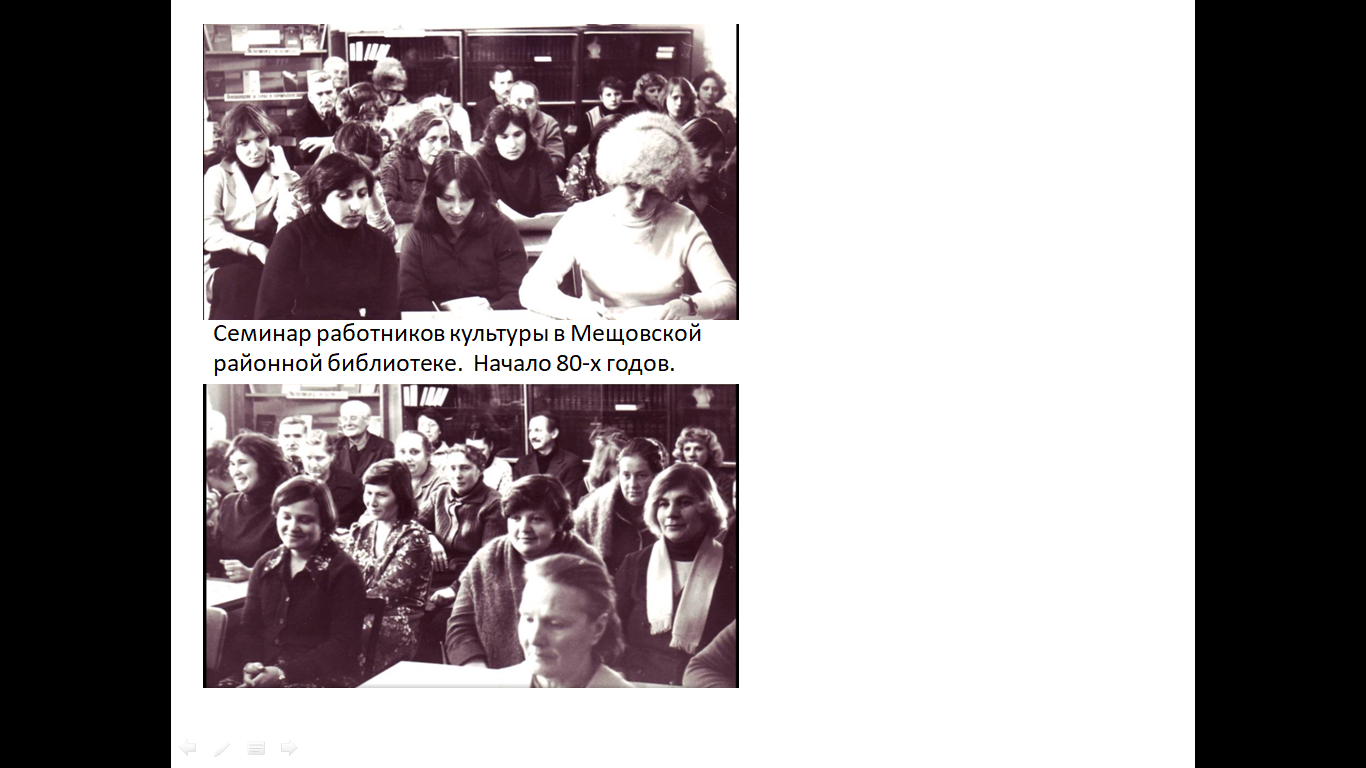 Семинар работников культуры в Мещовской
районной библиотеке.  Начало 80-х годов.